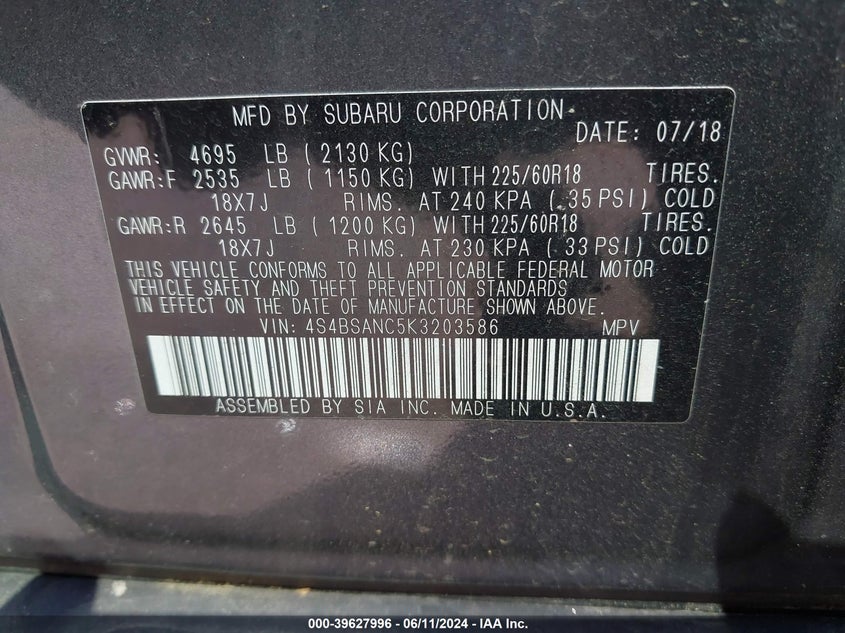 MFD BY SUBARU CORPORATION
DATE: 07/18
GVWR: 4695 LB (2130 KG)
GAWR:F 2535 LB (1150 KG) WITH 225/60R18 TIRES.
18X7J RIMS. AT 240 KPA (35 PSI) COLD
GAWR:R 2645 LB (1200 KG) WITH 225/60R18 TIRES.
18X7J RIMS. AT 230 KPA (33 PSI) COLD
THIS VEHICLE CONFORMS TO ALL APPLICABLE FEDERAL MOTOR
VEHICLE SAFETY AND THEFT PREVENTION STANDARDS
IN EFFECT ON THE DATE OF MANUFACTURE SHOWN ABOVE.
VIN: 4S4BSANC5K3203586 MPV
ASSEMBLED BY SIA INC. MADE IN U.S.A.
000-39627996 - 06/11/2024 - IAA Inc.